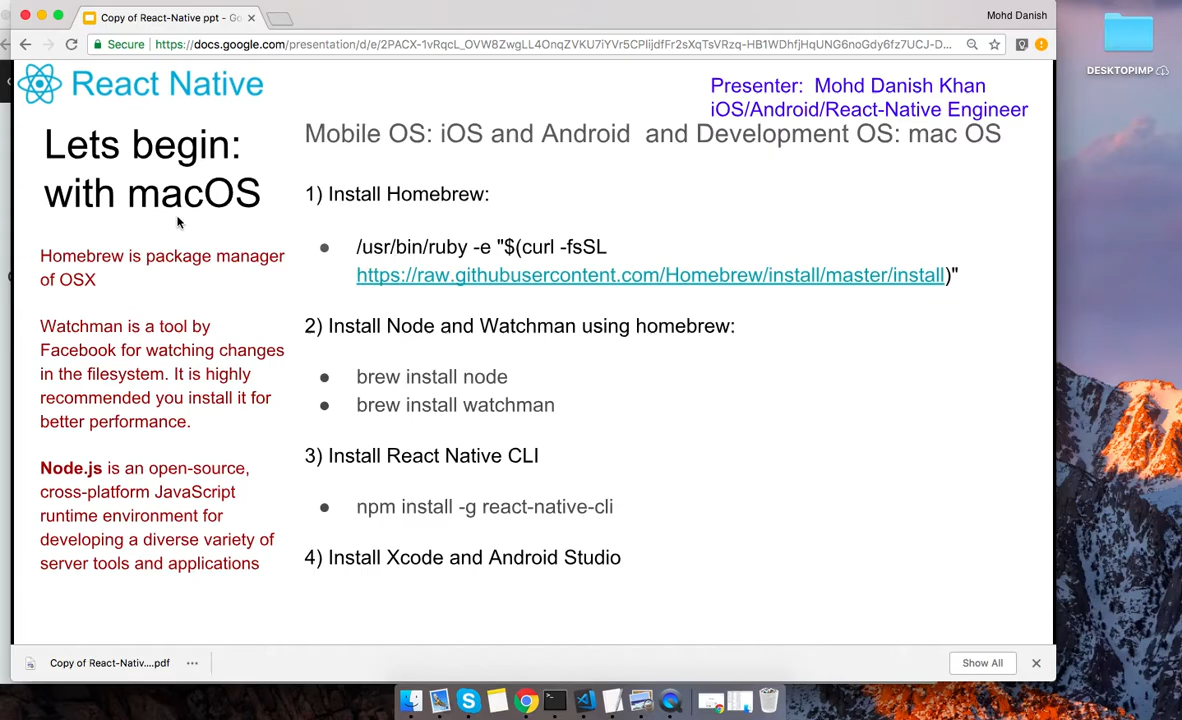 Copy of React-Native ppt - Go
Mohd Danish
Secure
https://docs.google.com/presentation/d/e/2PACX-1vRqcL_OVW8ZwgLL4OnqZVKU7iYVr5CPlijdfFr2sXqTsVRzq-HB1WDhfjHqUNG6noGdy6fz7UCJ-D...
DESKTOPIMP
React Native
Presenter:  Mohd Danish Khan
iOS/Android/React-Native Engineer
Lets begin:
with macOS
Mobile OS: iOS and Android  and Development OS: mac OS
Homebrew is package manager
of OSX
Watchman is a tool by
Facebook for watching changes
in the filesystem. It is highly
recommended you install it for
better performance.
Node.js is an open-source,
cross-platform JavaScript
runtime environment for
developing a diverse variety of
server tools and applications
1) Install Homebrew:
● /usr/bin/ruby -e "$(curl -fsSL
https://raw.githubusercontent.com/Homebrew/install/master/install)"
2) Install Node and Watchman using homebrew:
● brew install node
● brew install watchman
3) Install React Native CLI
● npm install -g react-native-cli
4) Install Xcode and Android Studio
Copy of React-Nativ....pdf
Show All